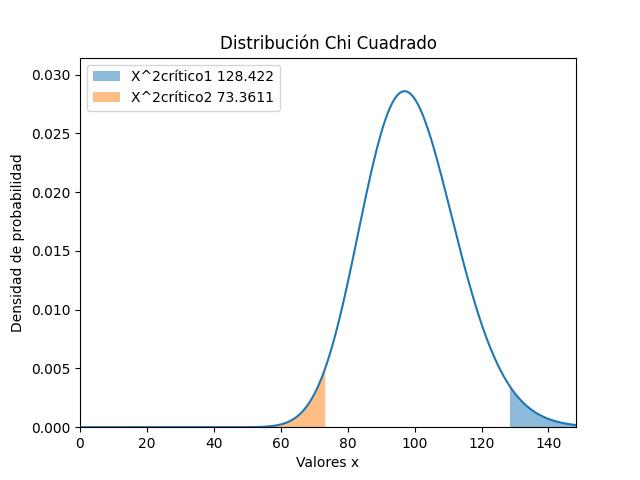 Distribución Chi Cuadrado
X^2crítico1 128.422
X^2crítico2 73.3611
0.030
0.025
0.020
0.015
0.010
0.005
0.000
Densidad de probabilidad
0 20 40 60 80 100 120 140
Valores x